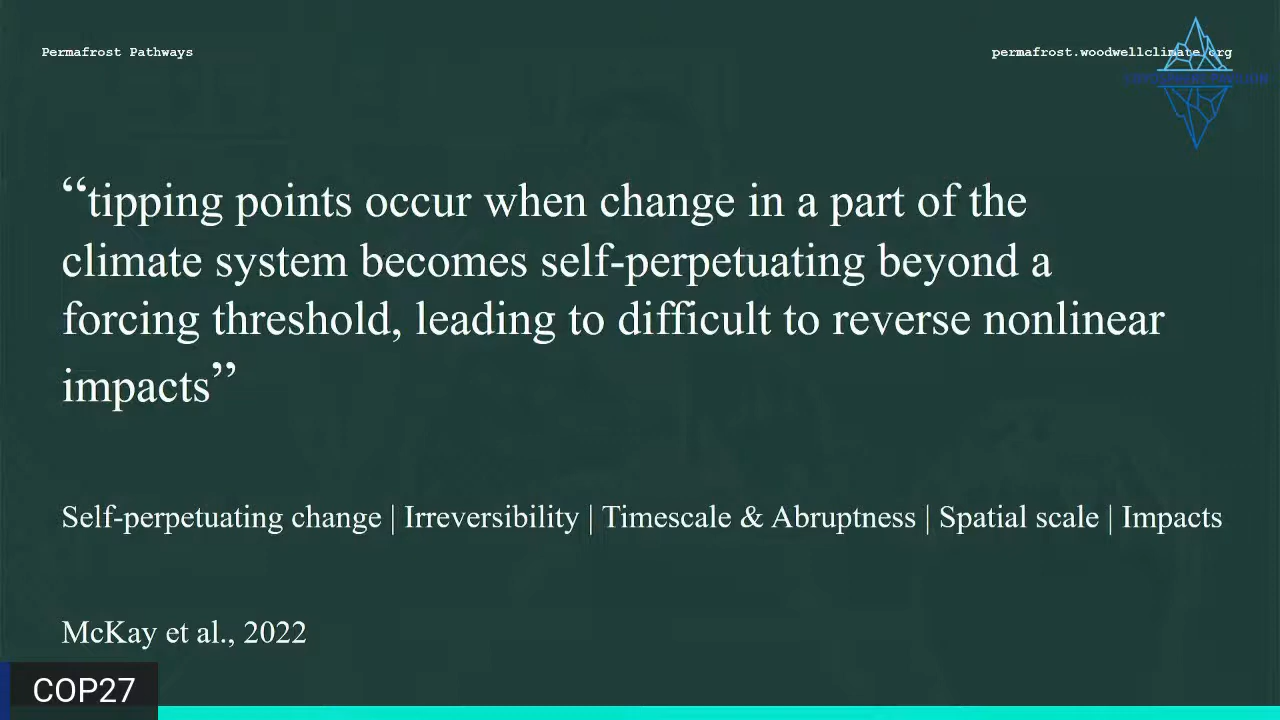 Permafrost Pathways
permafrost.woodwellclimate.org
CRYOSPHERE PAVILION
“tipping points occur when change in a part of the
climate system becomes self-perpetuating beyond a
forcing threshold, leading to difficult to reverse nonlinear
impacts”
Self-perpetuating change | Irreversibility | Timescale & Abruptness | Spatial scale | Impacts
McKay et al., 2022
COP27